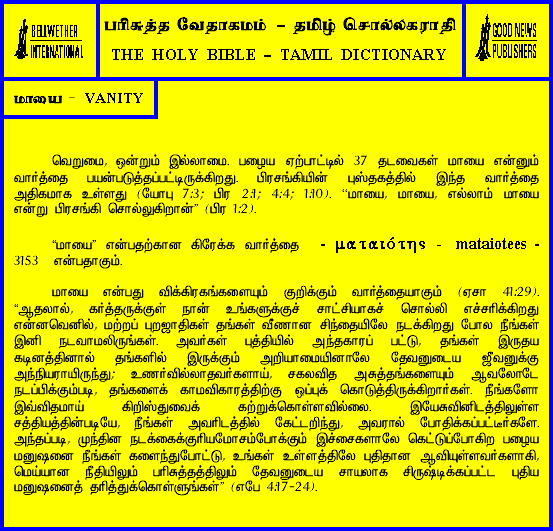 BELLWETHER
INTERNATIONAL
பரிசுத்த வேதாகமம் – தமிழ் சொல்லகராதி
THE HOLY BIBLE – TAMIL DICTIONARY
GOOD NEWS
PUBLISHERS
மாயை – VANITY
வெறுமை, ஒன்றும் இல்லாமை. பழைய ஏற்பாட்டில் 37 தடவைகள் மாயை என்னும்
வார்த்தை பயன்படுத்தப்பட்டிருக்கிறது. பிரசங்கியின் புஸ்தகத்தில் இந்த வார்த்தை
அதிகமாக உள்ளது (யோபு 7:3; பிர 2:1; 4:4; 1:10). “மாயை, மாயை, எல்லாம் மாயை
என்று பிரசங்கி சொல்லுகிறான்” (பிர 1:2).
“மாயை” என்பதற்கான கிரேக்க வார்த்தை - ματαιότης - mataiotees -
3153 என்பதாகும்.
மாயை என்பது விக்கிரகங்களையும் குறிக்கும் வார்த்தையாகும் (ஏசா 41:29).
“ஆதலால், கர்த்தருக்குள் நான் உங்களுக்குச் சாட்சியாகச் சொல்லி எச்சரிக்கிறது
என்னவெனில், மற்றப் புறஜாதிகள் தங்கள் வீணான சிந்தையிலே நடக்கிறது போல நீங்கள்
இனி நடவாமலிருங்கள். அவர்கள் புத்தியில் அந்தகாரப் பட்டு, தங்கள் இருதய
கடினத்தினால் தங்களில் இருக்கும் அறியாமையினாலே தேவனுடைய ஜீவனுக்கு
அந்நியராயிருந்து; உணர்வில்லாதவர்களாய், சகலவித அசுத்தங்களையும் ஆவலோடே
நடப்பிக்கும்படி, தங்களைக் காமவிகாரத்திற்கு ஒப்புக் கொடுத்திருக்கிறார்கள். நீங்களோ
இவ்விதமாய் கிறிஸ்துவைக் கற்றுக்கொள்ளவில்லை. இயேசுவினிடத்திலுள்ள
சத்தியத்தின்படியே, நீங்கள் அவரிடத்தில் கேட்டறிந்து, அவரால் போதிக்கப்பட்டீர்களே.
அந்தப்படி, முந்தின நடக்கைக்குரியமோசம்போக்கும் இச்சைகளாலே கெட்டுப்போகிற பழைய
மனுஷனை நீங்கள் களைந்துபோட்டு, உங்கள் உள்ளத்திலே புதிதான ஆவியுள்ளவர்களாகி,
மெய்யான நீதியிலும் பரிசுத்தத்திலும் தேவனுடைய சாயலாக சிருஷ்டிக்கப்பட்ட புதிய
மனுஷனைத் தரித்துக்கொள்ளுங்கள்” (எபே 4:17-24).